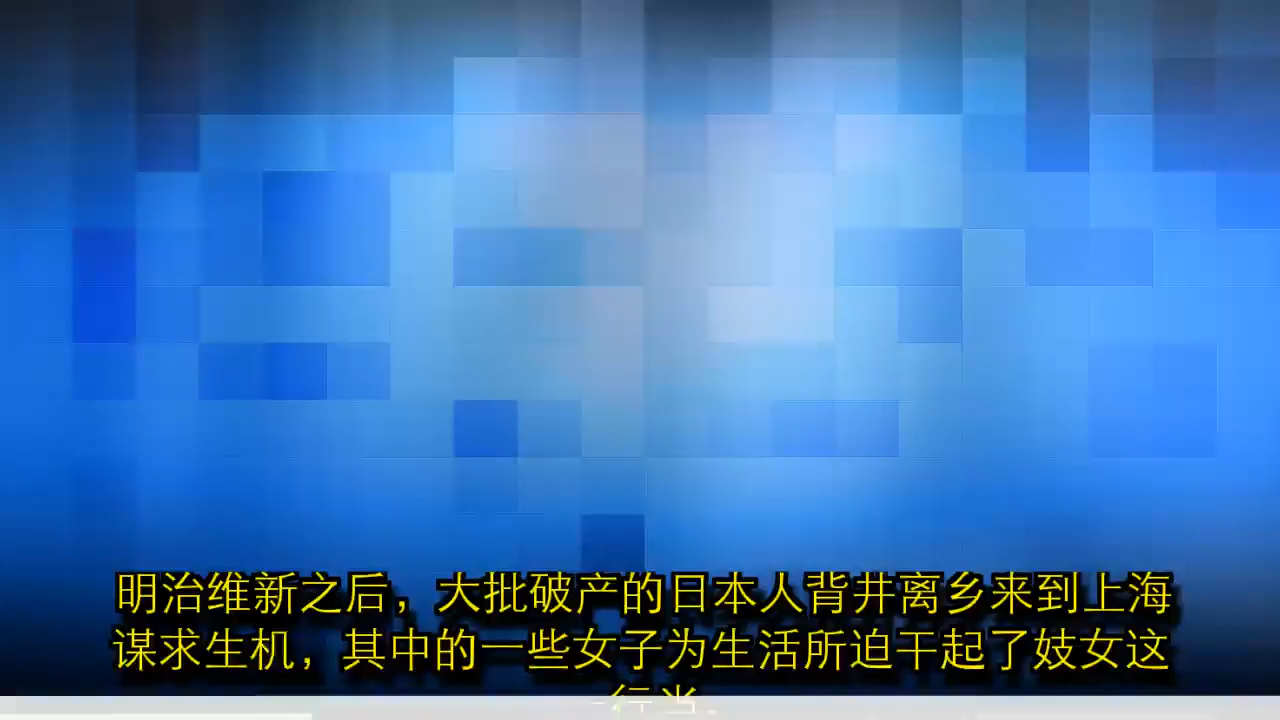 明治维新之后，大批破产的日本人背井离乡来到上海
谋求生机，其中的一些女子为生活所迫干起了妓女这